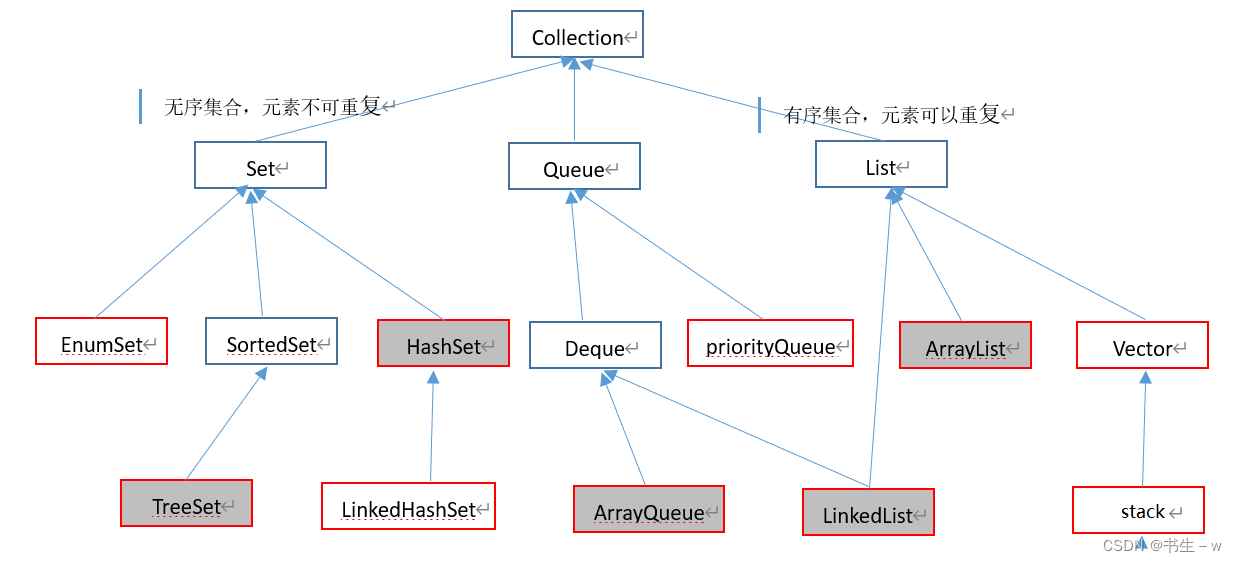 Collection↵
无序集合，元素不可重复↵
有序集合，元素可以重复↵
Set↵
Queue↵
List↵
EnumSet↵
SortedSet↵
HashSet↵
Deque↵
priorityQueue↵
ArrayList↵
Vector↵
TreeSet↵
LinkedHashSet↵
ArrayQueue↵
LinkedList↵
stack↵
CSDN @书生－w